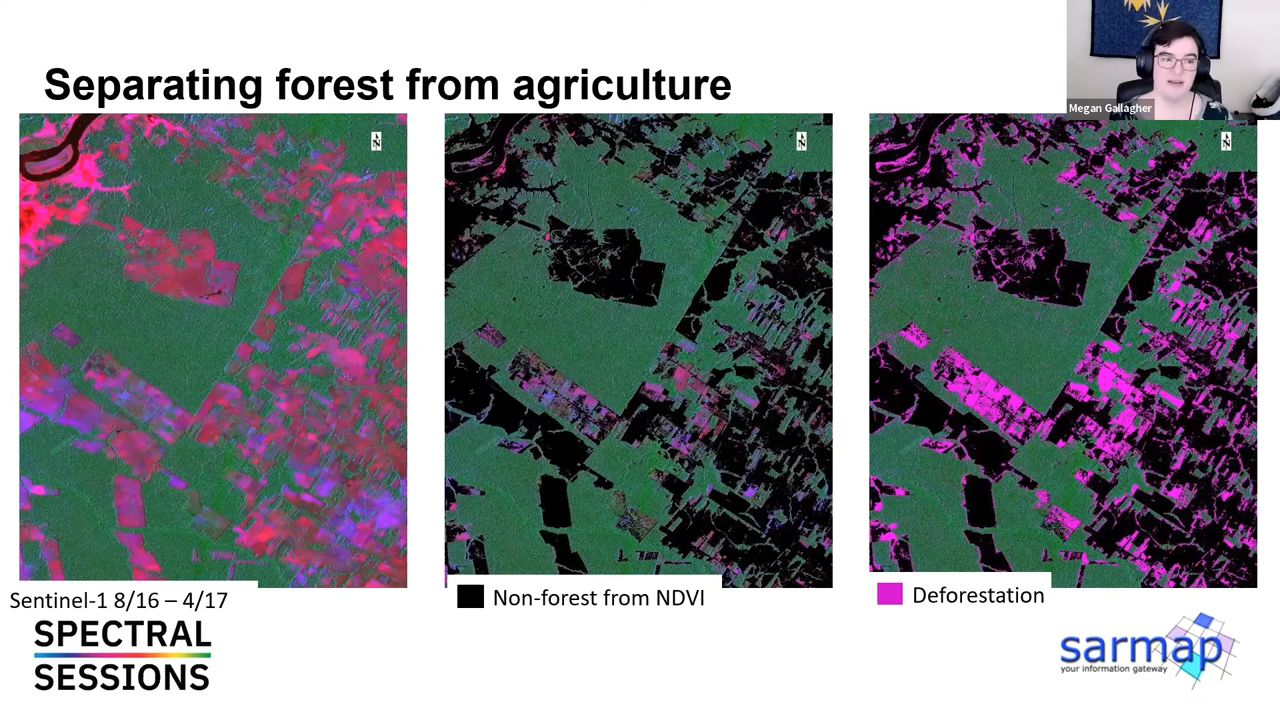 Separating forest from agriculture
Megan Gallagher
N
N
N
Sentinel-1 8/16 – 4/17
Non-forest from NDVI
Deforestation
SPECTRAL
SESSIONS
sarmap
your information gateway